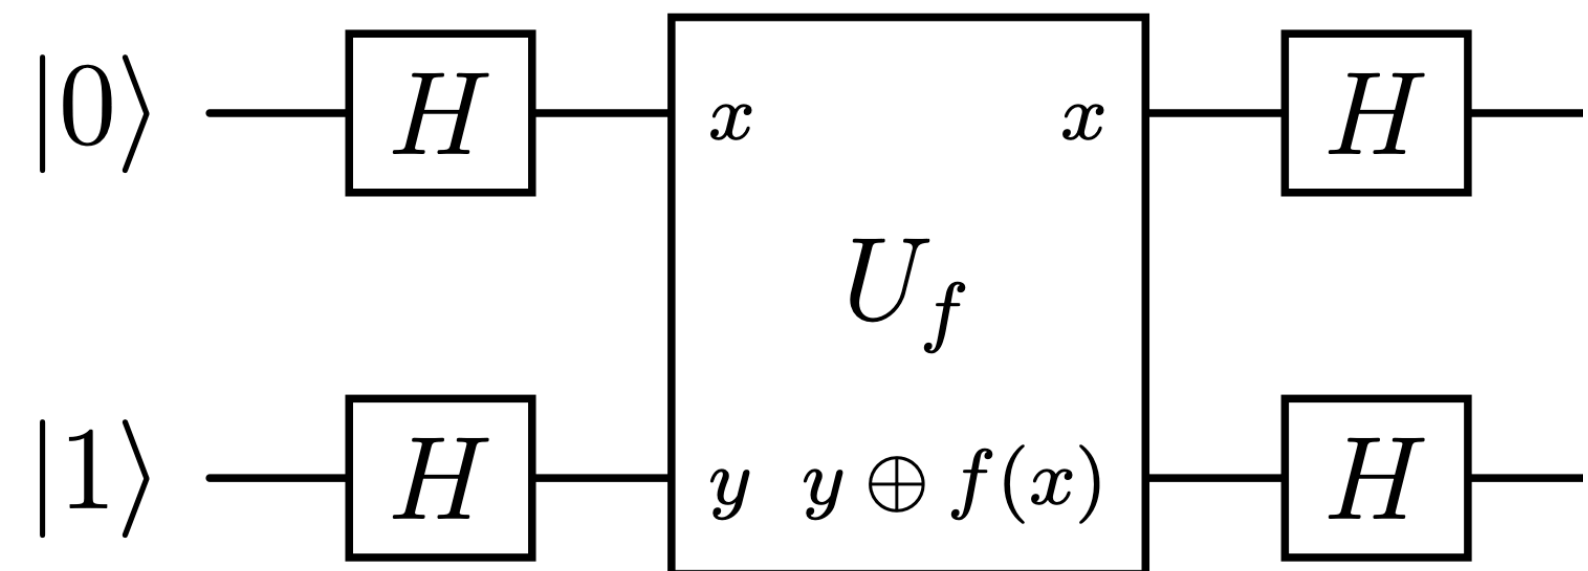 |0⟩ H x x H
U_f
|1⟩ H y y ⊕ f(x) H